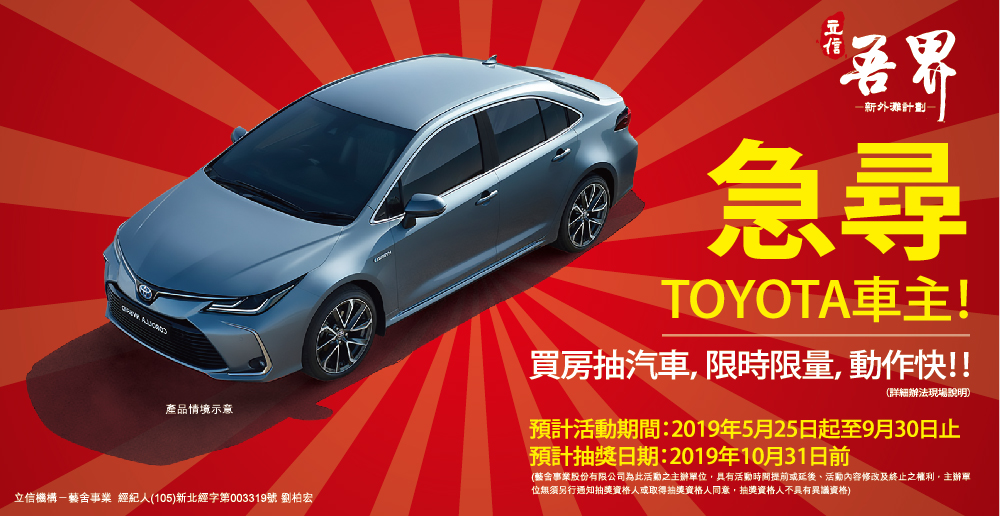 立信
吾界
新外灘計劃
急尋
TOYOTA車主!
買房抽汽車, 限時限量, 動作快!!
(詳細辦法現場說明)
預計活動期間：2019年5月25日起至9月30日止
預計抽獎日期：2019年10月31日前
(藝舍事業股份有限公司為此活動之主辦單位，具有活動時間提前或延後、活動內容修改及終止之權利，主辦單
位無須另行通知抽獎資格人或取得抽獎資格人同意，抽獎資格人不具有異議資格)
COROLLA HYBRID
HYBRID
產品情境示意
立信機構－藝舍事業 經紀人(105)新北經字第003319號 劉柏宏